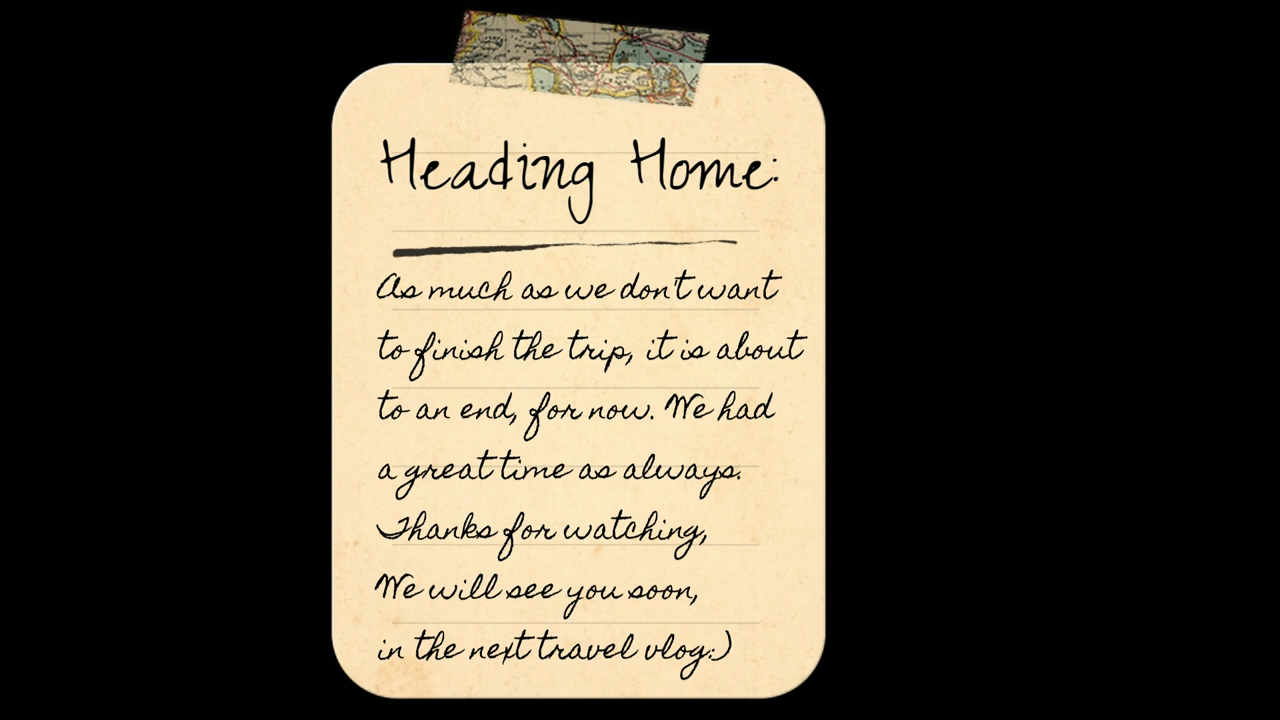 Heading Home:
As much as we don't want
to finish the trip, it is about
to an end, for now. We had
a great time as always.
Thanks for watching,
We will see you soon,
in the next travel vlog:)